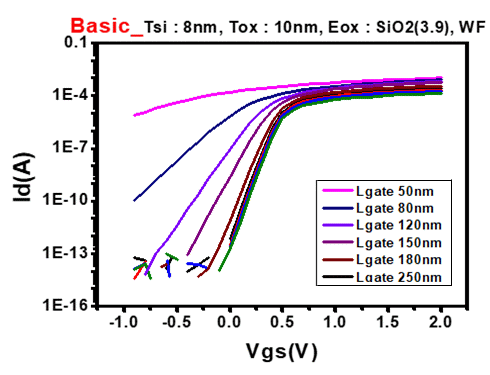 Basic_Tsi : 8nm, Tox : 10nm, Eox : SiO2(3.9), WF
0.1
1E-4
1E-7
1E-10
1E-13
1E-16
Id(A)
Lgate 50nm
Lgate 80nm
Lgate 120nm
Lgate 150nm
Lgate 180nm
Lgate 250nm
-1.0 -0.5 0.0 0.5 1.0 1.5 2.0
Vgs(V)